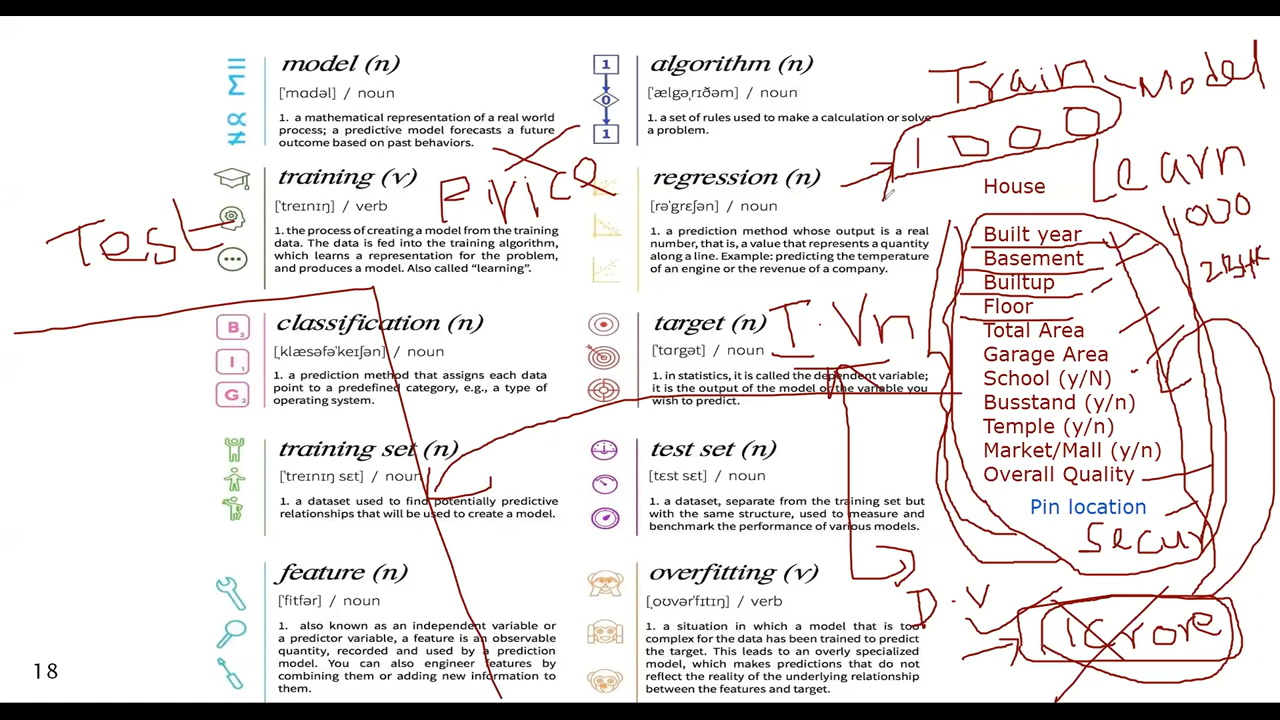 model (n)
['mɑdəl] / noun
1. a mathematical representation of a real world
process; a predictive model forecasts a future
outcome based on past behaviors.
training (v)
['treɪnɪŋ] / verb
1. the process of creating a model from the training
data. The data is fed into the training algorithm,
which learns a representation for the problem,
and produces a model. Also called “learning”.
classification (n)
[ˌklæsəfəˈkeɪʃən] / noun
1. a prediction method that assigns each data
point to a predefined category, e.g., a type of
operating system.
training set (n)
['treɪnɪŋ sɛt] / noun
1. a dataset used to find potentially predictive
relationships that will be used to create a model.
feature (n)
['fitʃər] / noun
1. also known as an independent variable or
a predictor variable, a feature is an observable
quantity, recorded and used by a prediction
model. You can also engineer features by
combining them or adding new information to
them.
algorithm (n)
['ælgəˌrɪðəm] / noun
1. a set of rules used to make a calculation or solve
a problem.
regression (n)
[rə'grɛʃən] / noun
1. a prediction method whose output is a real
number, that is, a value that represents a quantity
along a line. Example: predicting the temperature
of an engine or the revenue of a company.
target (n)
['tɑrgət] / noun
1. in statistics, it is called the dependent variable;
it is the output of the model or the variable you
wish to predict.
test set (n)
[tɛst sɛt] / noun
1. a dataset, separate from the training set but
with the same structure, used to measure and
benchmark the performance of various models.
overfitting (v)
[ˌoʊvərˈfɪtɪŋ] / verb
1. a situation in which a model that is too
complex for the data has been trained to predict
the target. This leads to an overly specialized
model, which makes predictions that do not
reflect the reality of the underlying relationship
between the features and target.
Train Model
1000
Learn
1000
House
Built year
Basement
Builtup
Floor
Total Area
Garage Area
School (y/N)
Busstand (y/n)
Temple (y/n)
Market/Mall (y/n)
Overall Quality
Pin location
Secur
Test
Price
I.Vn
D.V
B
I
G
1
0
1
18